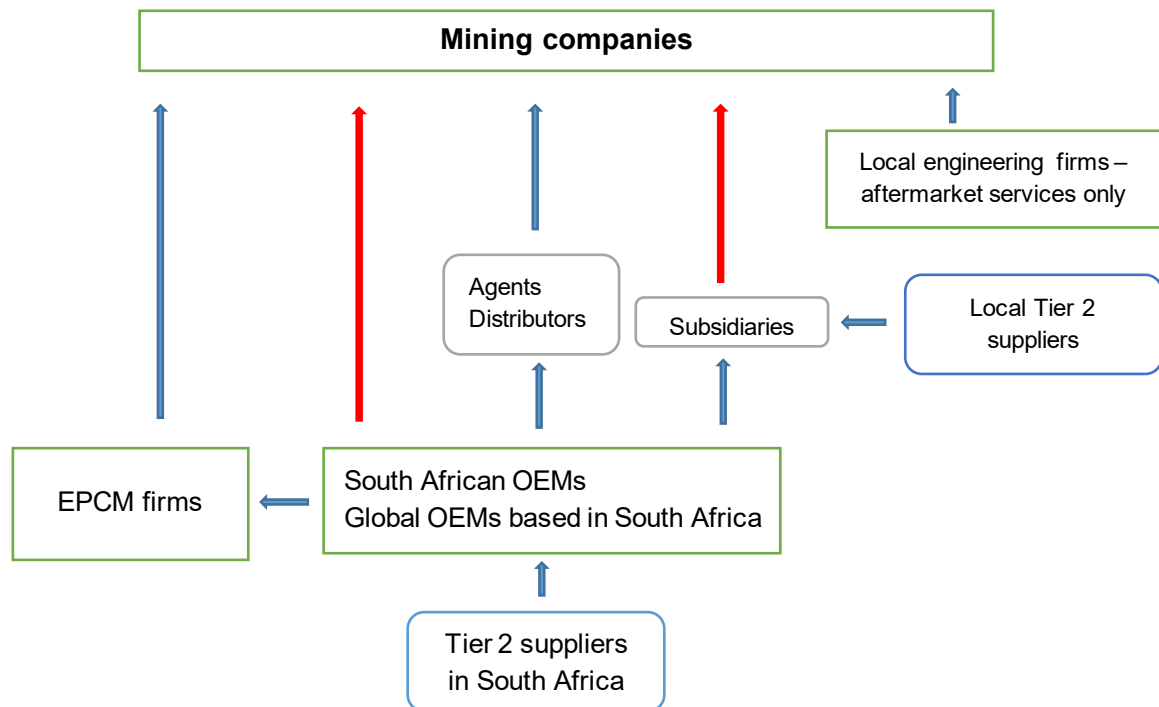 Mining companies
Local engineering firms –
aftermarket services only
Agents
Distributors
Subsidiaries
Local Tier 2
suppliers
EPCM firms
South African OEMs
Global OEMs based in South Africa
Tier 2 suppliers
in South Africa